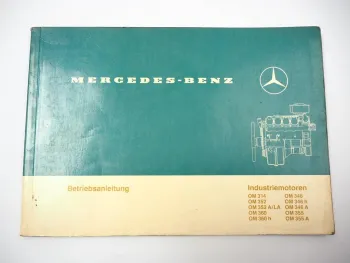 MERCEDES-BENZ
Betriebsanleitung
Industriemotoren
OM 314 OM 346
OM 352 OM 346 h
OM 352 A/LA OM 346 A
OM 360 OM 355
OM 360 h OM 355 A